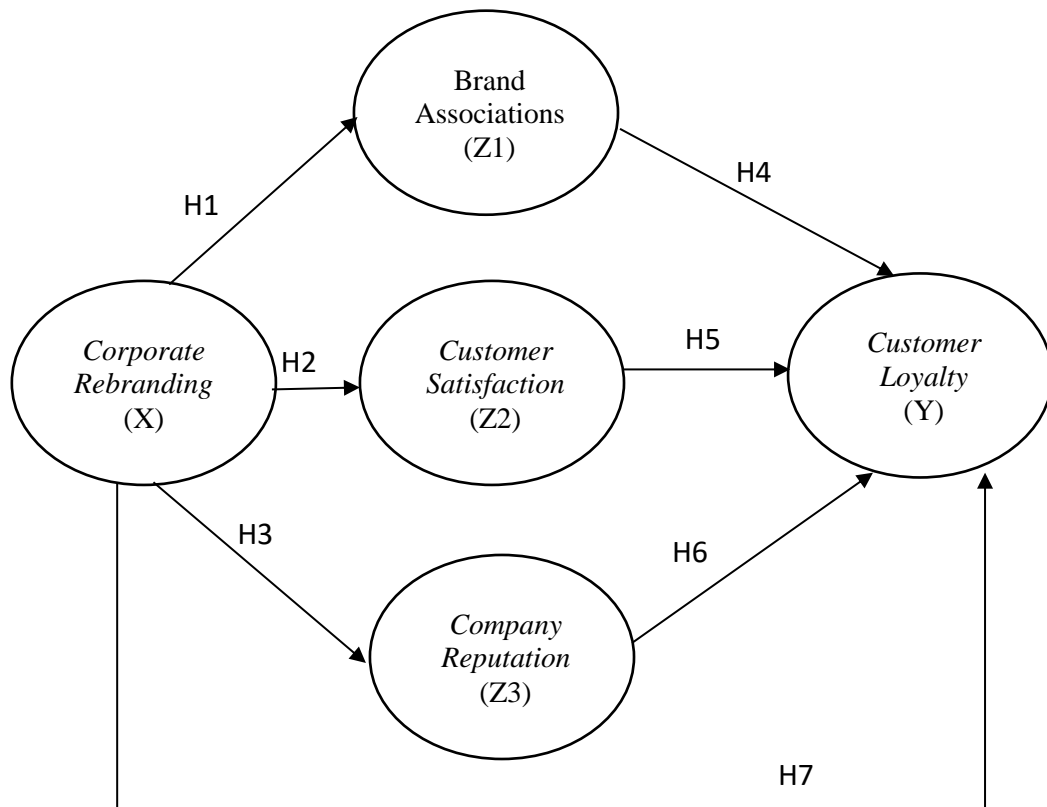 Brand
Associations
(Z1)
H1
H4
Corporate
Rebranding
(X)
H2
Customer
Satisfaction
(Z2)
H5
Customer
Loyalty
(Y)
H3
H6
Company
Reputation
(Z3)
H7